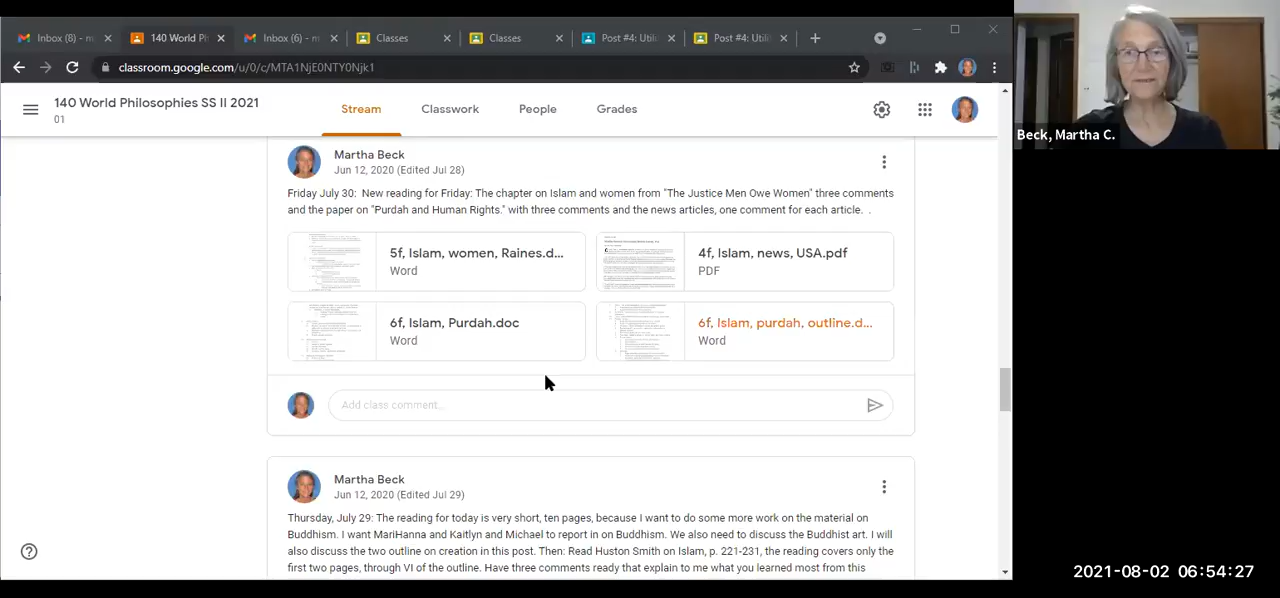 Inbox (8) - m
140 World Ph
Inbox (6) - m
Classes
Classes
Post #4: Util
Post #4: Util
classroom.google.com/u/0/c/MTA1NjE0NTY0Njk1
140 World Philosophies SS II 2021
01
Stream
Classwork
People
Grades
Beck, Martha C.
Martha Beck
Jun 12, 2020 (Edited Jul 28)
Friday July 30: New reading for Friday: The chapter on Islam and women from "The Justice Men Owe Women" three comments
and the paper on "Purdah and Human Rights." with three comments and the news articles, one comment for each article. .
5f, Islam, women, Raines.d...
Word
4f, Islam, news, USA.pdf
PDF
6f, Islam, Purdah.doc
Word
6f, Islam, purdah, outline.d...
Word
Add class comment...
Martha Beck
Jun 12, 2020 (Edited Jul 29)
Thursday, July 29: The reading for today is very short, ten pages, because I want to do some more work on the material on
Buddhism. I want MariHanna and Kaitlyn and Michael to report in on Buddhism. We also need to discuss the Buddhist art. I will
also discuss the two outline on creation in this post. Then: Read Huston Smith on Islam, p. 221-231, the reading covers only the
first two pages, through VI of the outline. Have three comments ready that explain to me what you learned most from this
2021-08-02 06:54:27